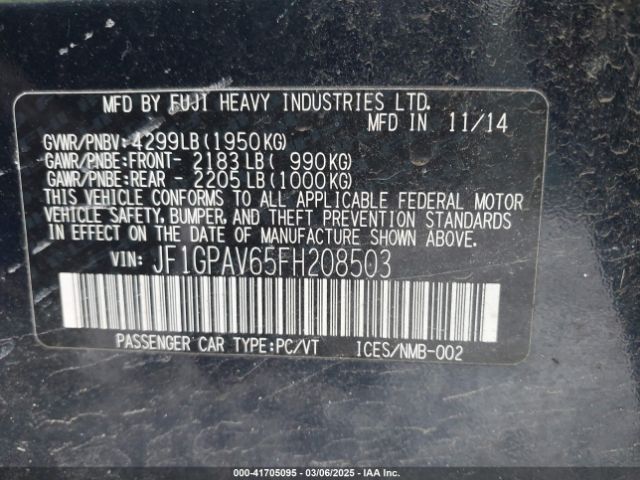 MFD BY FUJI HEAVY INDUSTRIES LTD.
MFD IN 11/14
GVWR/PNBV: 4299LB (1950KG)
GAWR/PNBE: FRONT- 2183 LB ( 990KG)
GAWR/PNBE: REAR - 2205 LB (1000KG)
THIS VEHICLE CONFORMS TO ALL APPLICABLE FEDERAL MOTOR
VEHICLE SAFETY, BUMPER, AND THEFT PREVENTION STANDARDS
IN EFFECT ON THE DATE OF MANUFACTURE SHOWN ABOVE.
VIN: JF1GPAV65FH208503
PASSENGER CAR TYPE:PC/VT ICES/NMB-002
000-41705095 - 03/06/2025 - IAA Inc.